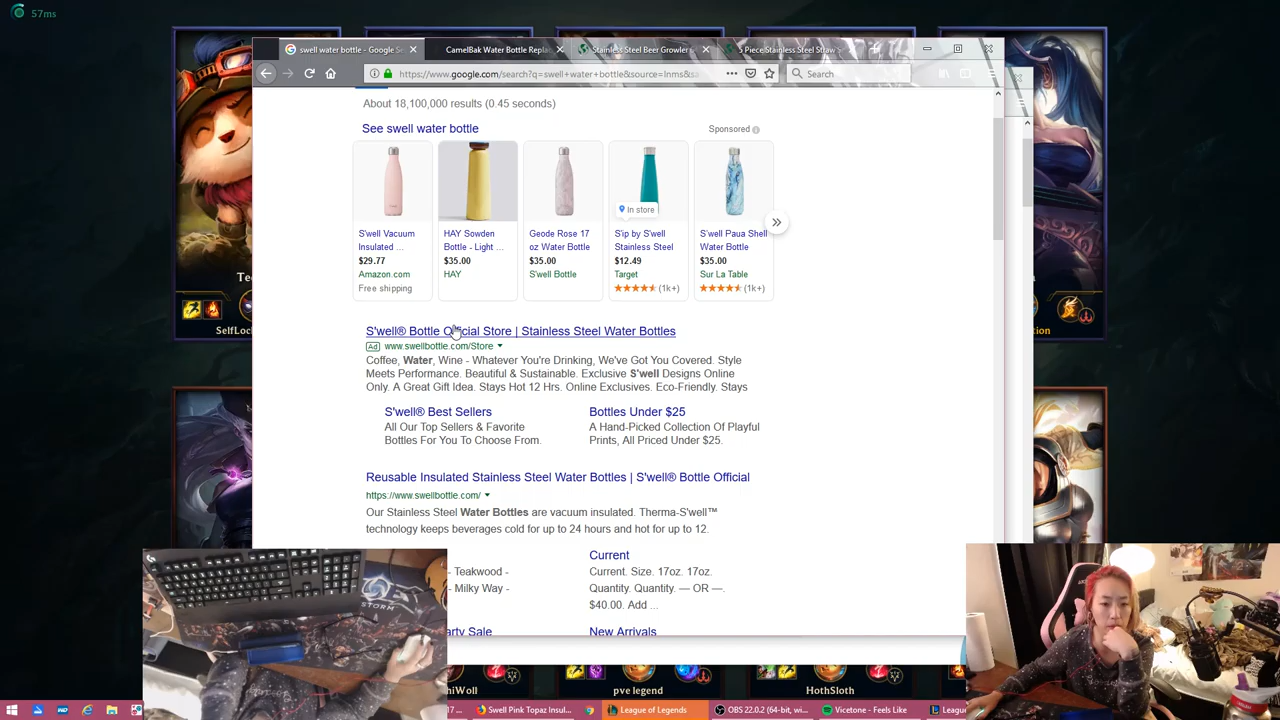 57ms
swell water bottle - Google Se
CamelBak Water Bottle Replac
Stainless Steel Beer Growler
5 Piece Stainless Steel Straw
https://www.google.com/search?q=swell+water+bottle&source=lnms&sa
Search
About 18,100,000 results (0.45 seconds)
See swell water bottle
Sponsored
in store
S'well Vacuum
Insulated ...
$29.77
Amazon.com
Free shipping
HAY Sowden
Bottle - Light ...
$35.00
HAY
Geode Rose 17
oz Water Bottle
$35.00
S'well Bottle
S'ip by S'well
Stainless Steel
$12.49
Target
(1k+)
S'well Paua Shell
Water Bottle
$35.00
Sur La Table
(1k+)
S'well® Bottle Official Store | Stainless Steel Water Bottles
Ad www.swellbottle.com/Store
Coffee, Water, Wine - Whatever You're Drinking, We've Got You Covered. Style
Meets Performance. Beautiful & Sustainable. Exclusive S'well Designs Online
Only. A Great Gift Idea. Stays Hot 12 Hrs. Online Exclusives. Eco-Friendly. Stays
S'well® Best Sellers
All Our Top Sellers & Favorite
Bottles For You To Choose From.
Bottles Under $25
A Hand-Picked Collection Of Playful
Prints, All Priced Under $25.
Reusable Insulated Stainless Steel Water Bottles | S'well® Bottle Official
https://www.swellbottle.com/
Our Stainless Steel Water Bottles are vacuum insulated. Therma-S'well™
technology keeps beverages cold for up to 24 hours and hot for up to 12.
- Teakwood -
- Milky Way -
Current
Current. Size. 17oz. 17oz.
Quantity. Quantity. — OR —.
$40.00. Add ...
arty Sale
New Arrivals
Te
SelfLoc
tion
STORM
niWoll
pve legend
HothSloth
17 ...
Swell Pink Topaz Insul...
League of Legends
OBS 22.0.2 (64-bit, wi...
Vicetone - Feels Like
Leagu